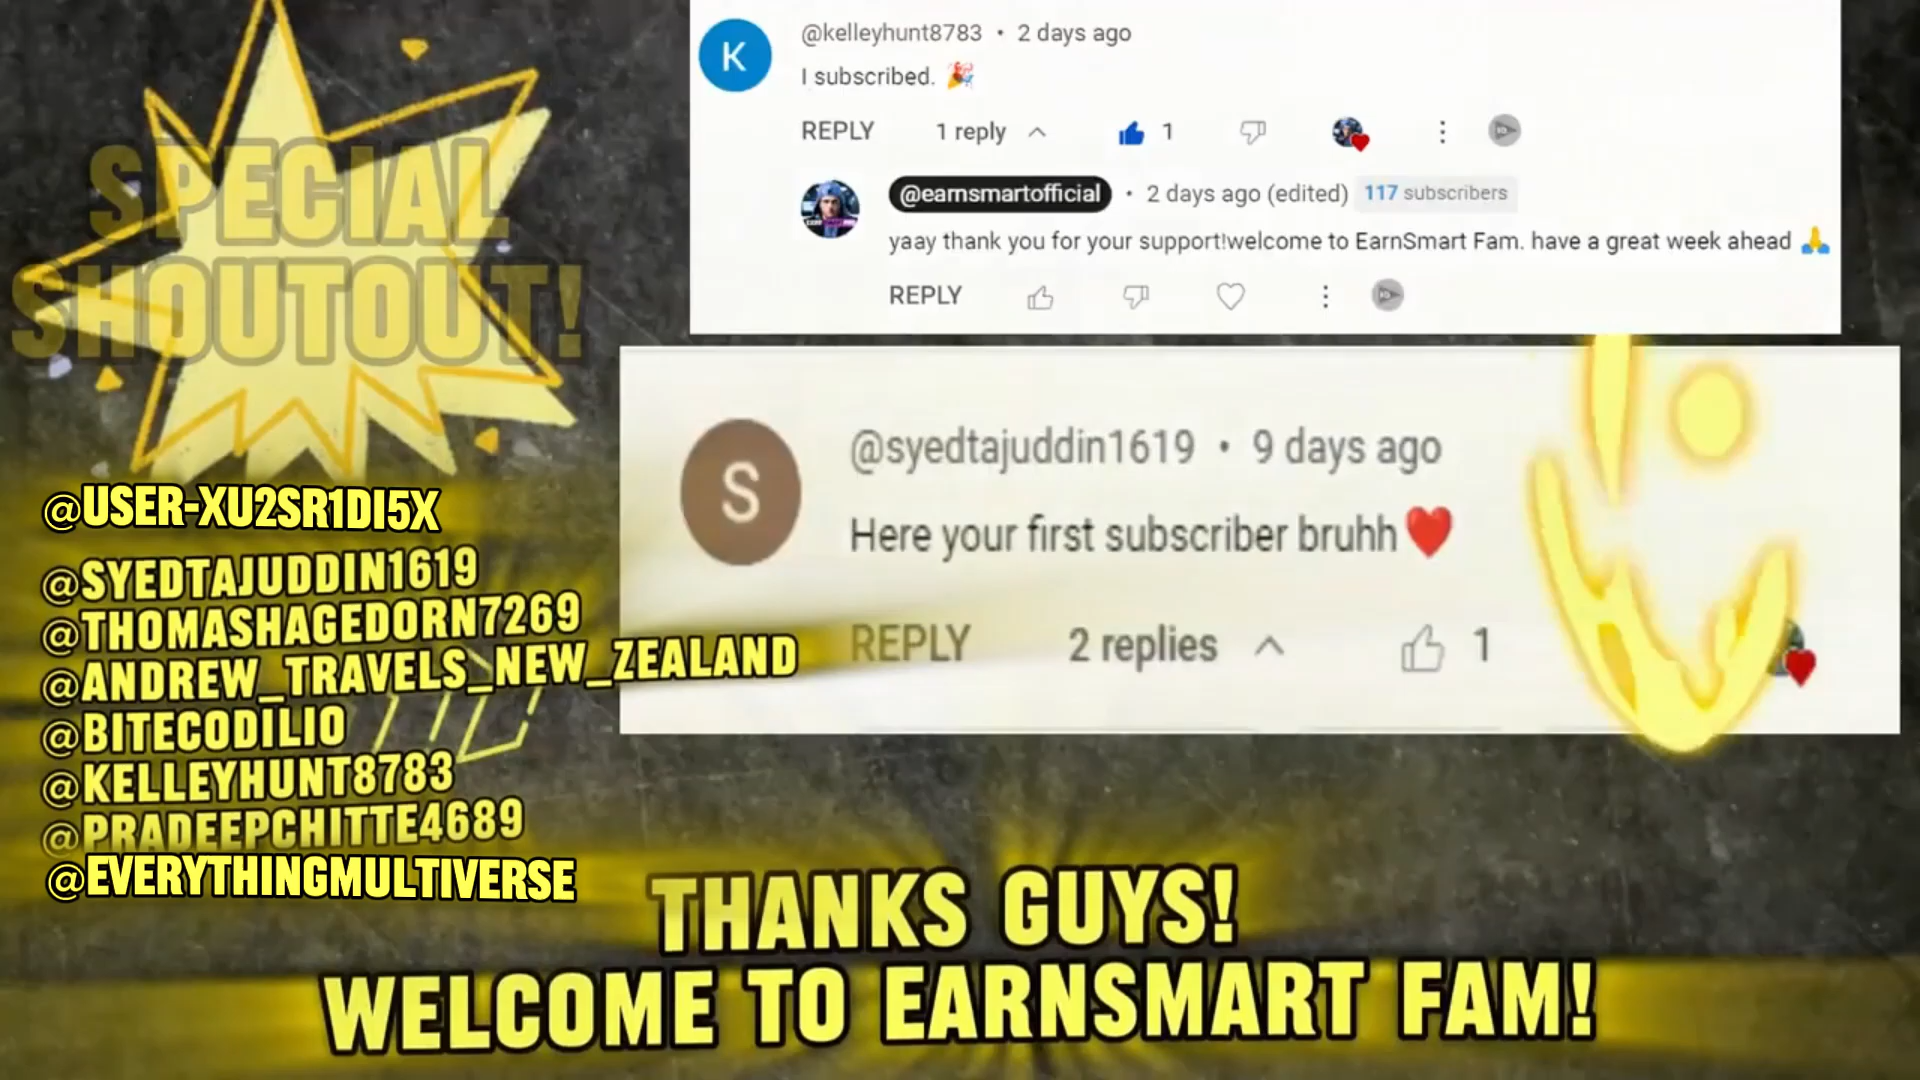 SPECIAL
SHOUTOUT!
@USER-XU2SR1DI5X
@SYEDTAJUDDIN1619
@THOMASHAGEDORN7269
@ANDREW_TRAVELS_NEW_ZEALAND
@BITECODILIO
@KELLEYHUNT8783
@PRADEEPCHITTE4689
@EVERYTHINGMULTIVERSE
K
@kelleyhunt8783 • 2 days ago
I subscribed. 🎉
REPLY 1 reply 1
@earnsmartofficial • 2 days ago (edited) 117 subscribers
yaay thank you for your support!welcome to EarnSmart Fam. have a great week ahead 🙏
REPLY
S
@syedtajuddin1619 • 9 days ago
Here your first subscriber bruhh ❤️
REPLY 2 replies 1
THANKS GUYS!
WELCOME TO EARNSMART FAM!